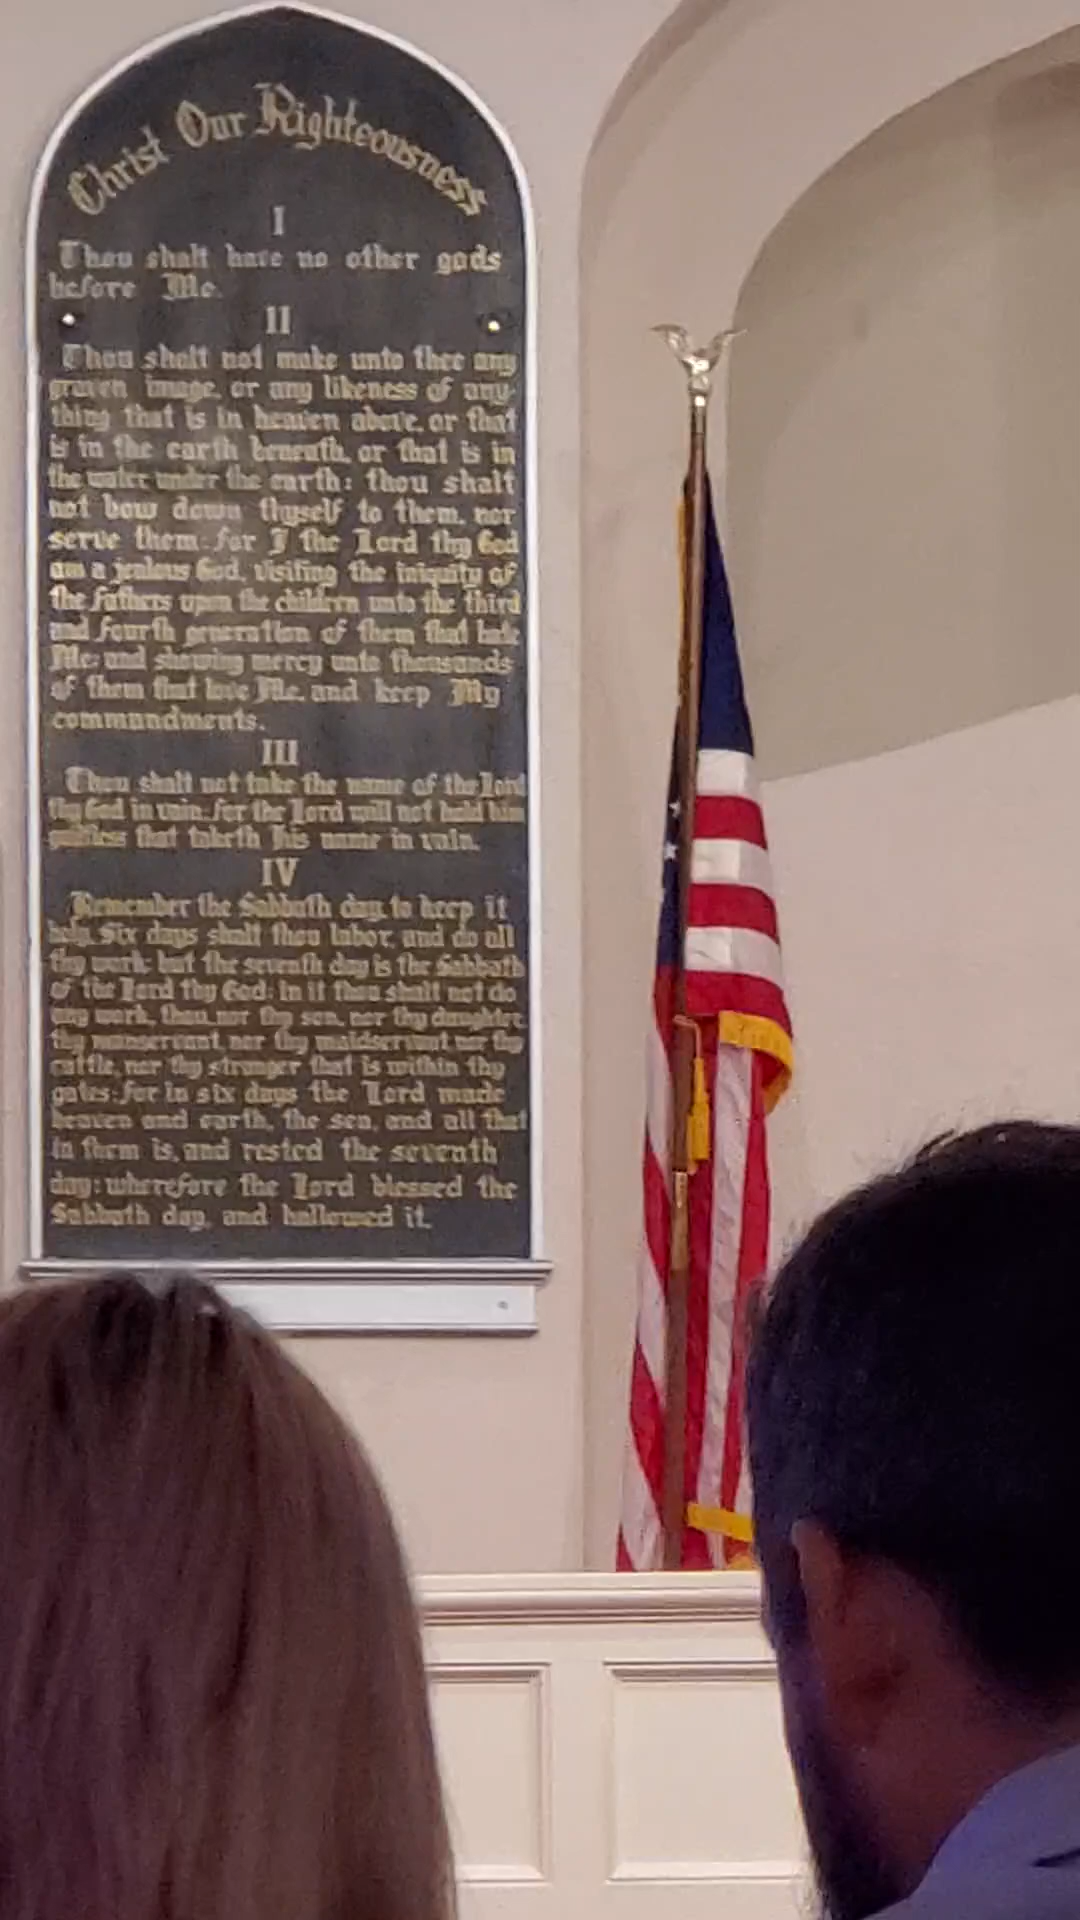 Christ Our Righteousness
I
Thou shalt have no other gods
before Me.
II
Thou shalt not make unto thee any
graven image, or any likeness of any-
thing that is in heaven above, or that
is in the earth beneath, or that is in
the water under the earth: thou shalt
not bow down thyself to them, nor
serve them: for I the Lord thy God
am a jealous God, visiting the iniquity of
the fathers upon the children unto the third
and fourth generation of them that hate
Me; and showing mercy unto thousands
of them that love Me, and keep My
commandments.
III
Thou shalt not take the name of the Lord
thy God in vain: for the Lord will not hold him
guiltless that taketh His name in vain.
IV
Remember the Sabbath day, to keep it
holy. Six days shalt thou labor, and do all
thy work: but the seventh day is the Sabbath
of the Lord thy God: in it thou shalt not do
any work, thou, nor thy son, nor thy daughter,
thy manservant, nor thy maidservant, nor thy
cattle, nor thy stranger that is within thy
gates: for in six days the Lord made
heaven and earth, the sea, and all that
in them is, and rested the seventh
day: wherefore the Lord blessed the
Sabbath day, and hallowed it.